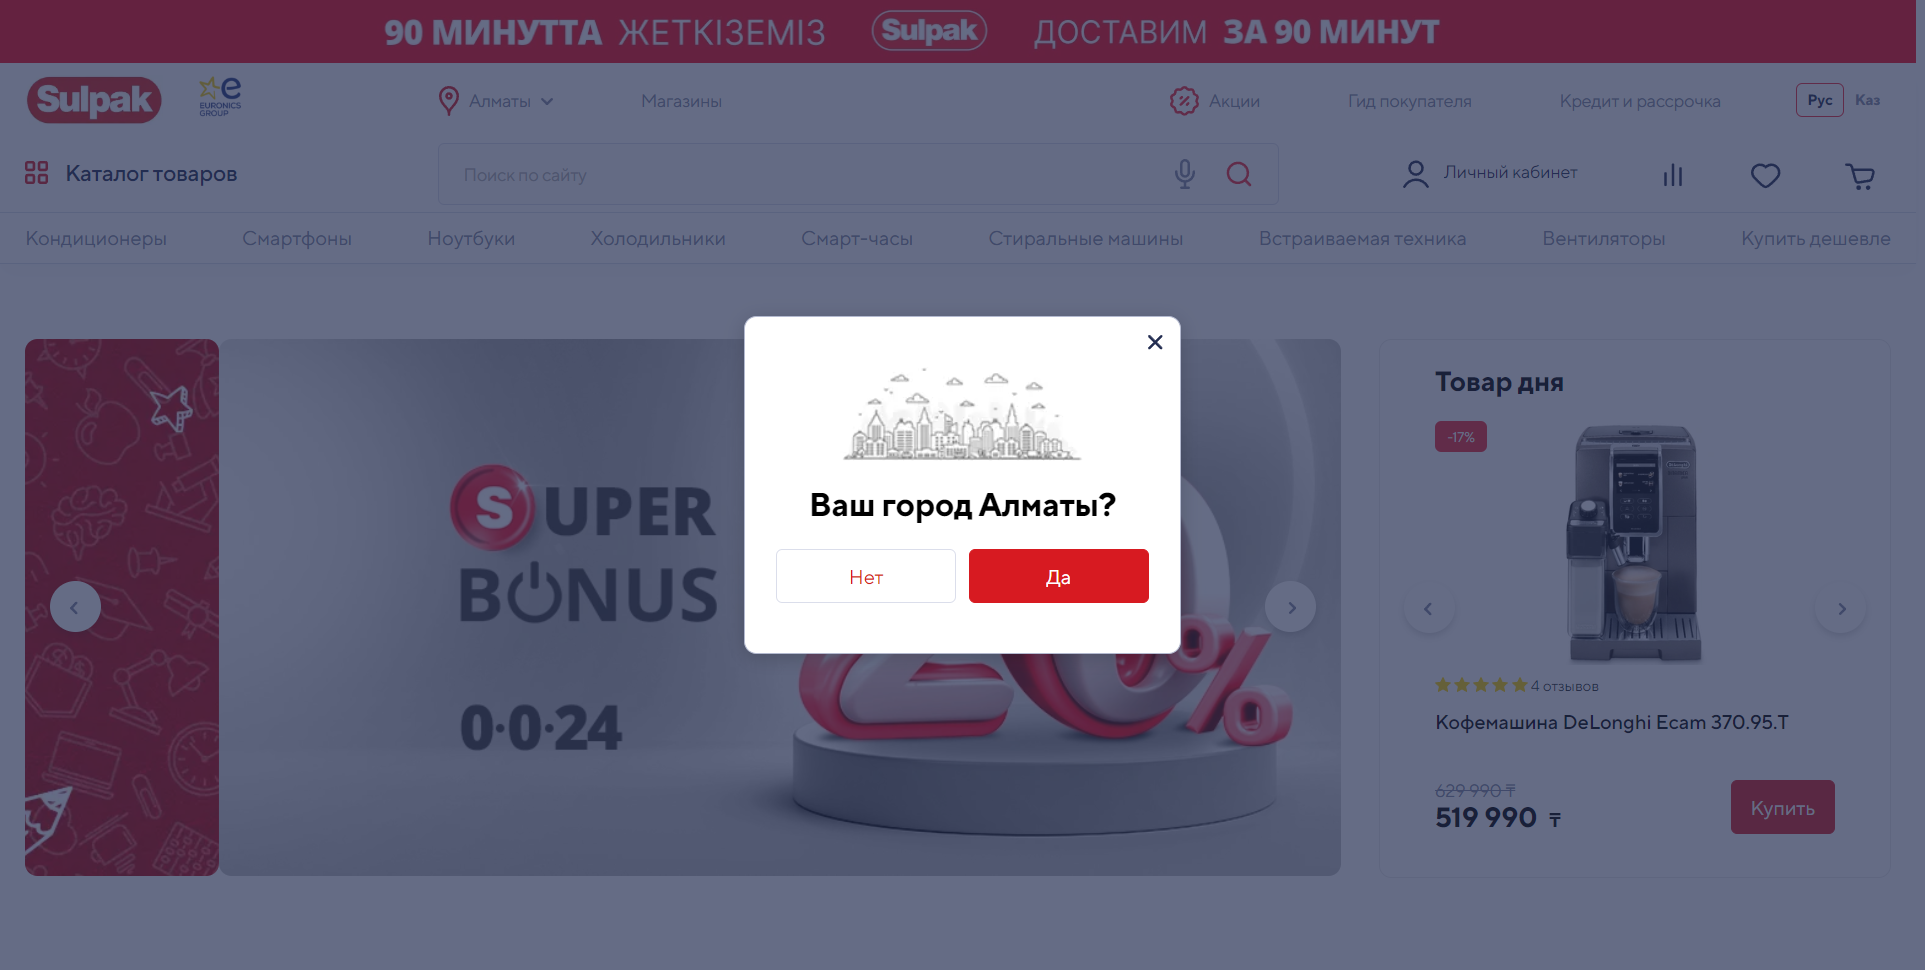 90 МИНУТТА ЖЕТКІЗЕМІЗ Sulpak ДОСТАВИМ ЗА 90 МИНУТ
Sulpak
e EURONICS GROUP
Алматы
Магазины
Акции
Гид покупателя
Кредит и рассрочка
Рус
Каз
Каталог товаров
Поиск по сайту
Личный кабинет
Кондиционеры
Смартфоны
Ноутбуки
Холодильники
Смарт-часы
Стиральные машины
Встраиваемая техника
Вентиляторы
Купить дешевле
SUPER
BONUS
0·0·24
20%
Ваш город Алматы?
Нет
Да
Товар дня
-17%
4 отзывов
Кофемашина DeLonghi Ecam 370.95.T
629 990 ₸
519 990 ₸
Купить